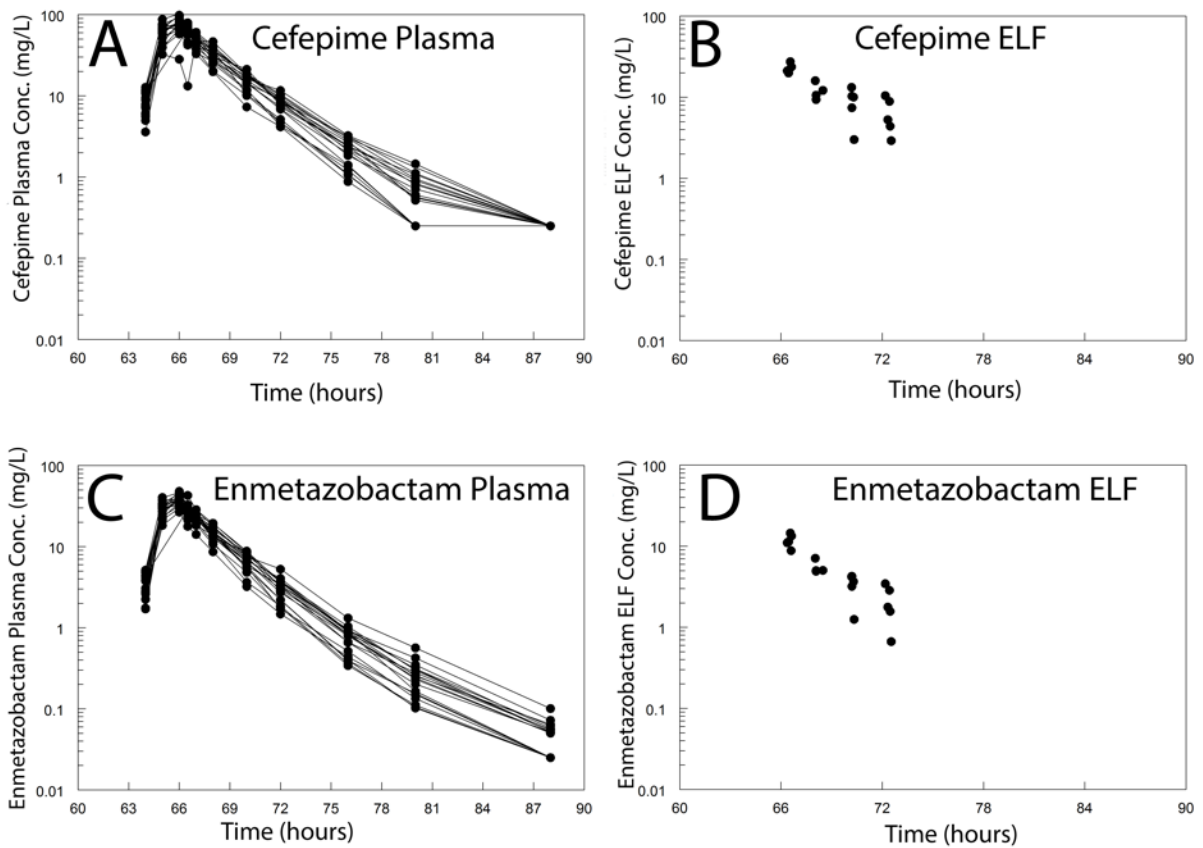 A
Cefepime Plasma
Cefepime Plasma Conc. (mg/L)
100
10
1
0.1
0.01
60 63 66 69 72 75 78 81 84 87 90
Time (hours)
B
Cefepime ELF
Cefepime ELF Conc. (mg/L)
100
10
1
0.1
0.01
60 66 72 78 84 90
Time (hours)
C
Enmetazobactam Plasma
Enmetazobactam Plasma Conc. (mg/L)
100
10
1
0.1
0.01
60 63 66 69 72 75 78 81 84 87 90
Time (hours)
D
Enmetazobactam ELF
Enmetazobactam ELF Conc. (mg/L)
100
10
1
0.1
0.01
60 66 72 78 84 90
Time (hours)